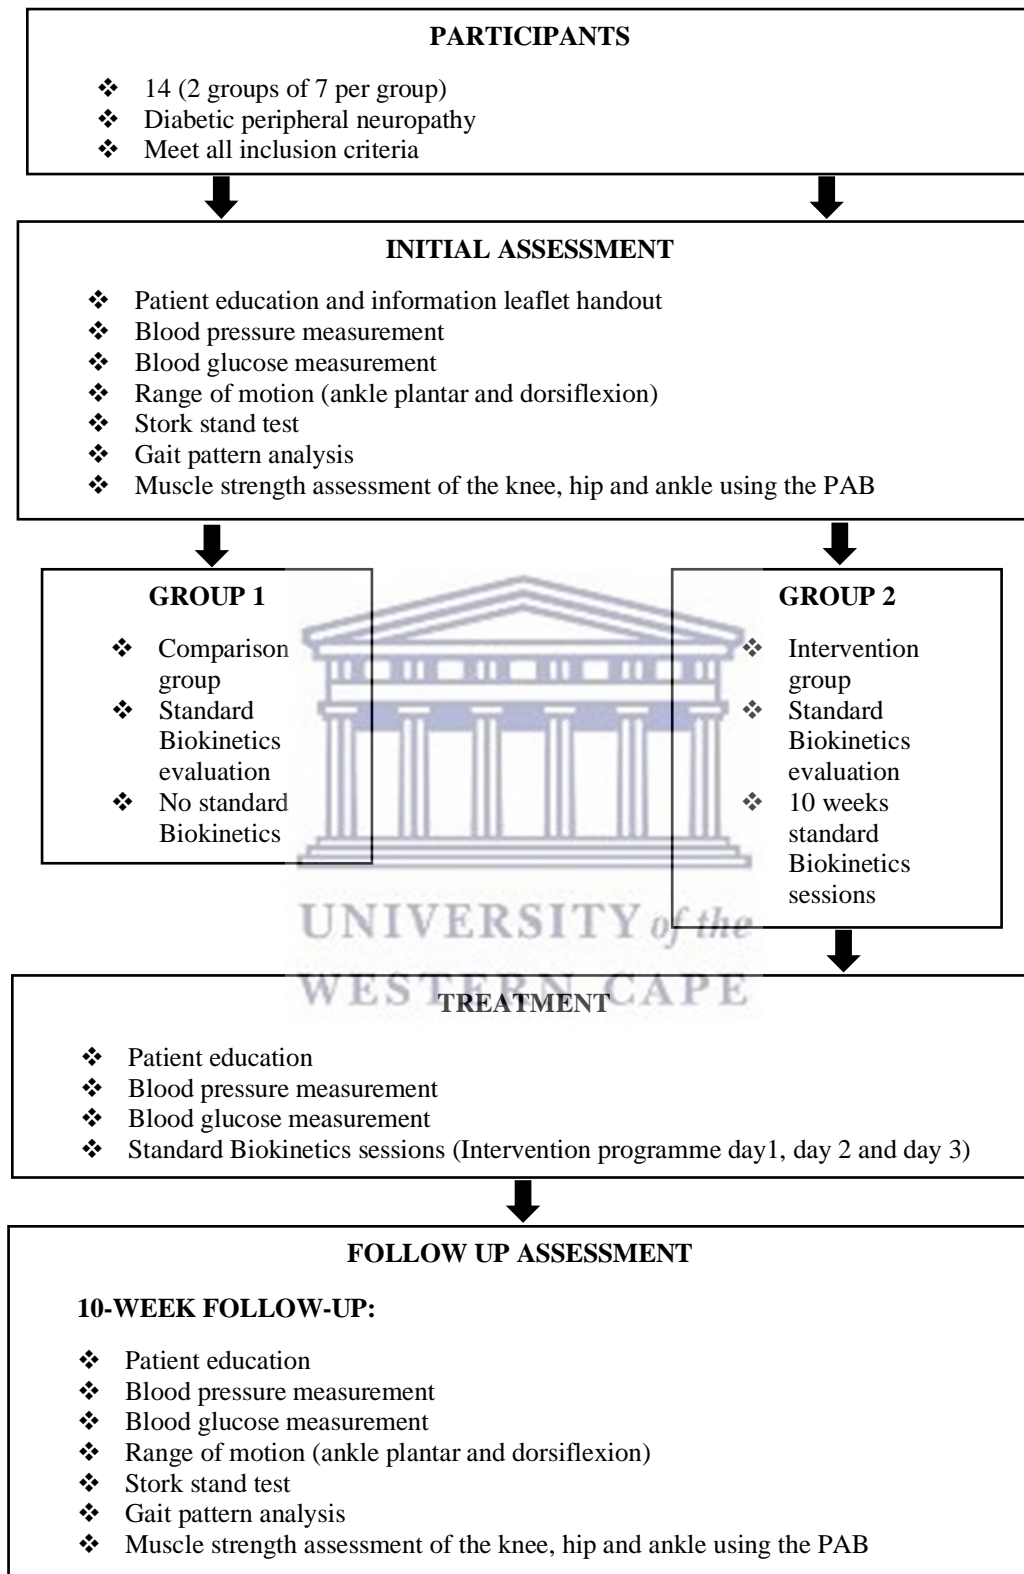 PARTICIPANTS
❖ 14 (2 groups of 7 per group)
❖ Diabetic peripheral neuropathy
❖ Meet all inclusion criteria
INITIAL ASSESSMENT
❖ Patient education and information leaflet handout
❖ Blood pressure measurement
❖ Blood glucose measurement
❖ Range of motion (ankle plantar and dorsiflexion)
❖ Stork stand test
❖ Gait pattern analysis
❖ Muscle strength assessment of the knee, hip and ankle using the PAB
GROUP 1
❖ Comparison
group
❖ Standard
Biokinetics
evaluation
❖ No standard
Biokinetics
GROUP 2
❖ Intervention
group
❖ Standard
Biokinetics
evaluation
❖ 10 weeks
standard
Biokinetics
sessions
UNIVERSITY of the
WESTERN CAPE
TREATMENT
❖ Patient education
❖ Blood pressure measurement
❖ Blood glucose measurement
❖ Standard Biokinetics sessions (Intervention programme day1, day 2 and day 3)
FOLLOW UP ASSESSMENT
10-WEEK FOLLOW-UP:
❖ Patient education
❖ Blood pressure measurement
❖ Blood glucose measurement
❖ Range of motion (ankle plantar and dorsiflexion)
❖ Stork stand test
❖ Gait pattern analysis
❖ Muscle strength assessment of the knee, hip and ankle using the PAB